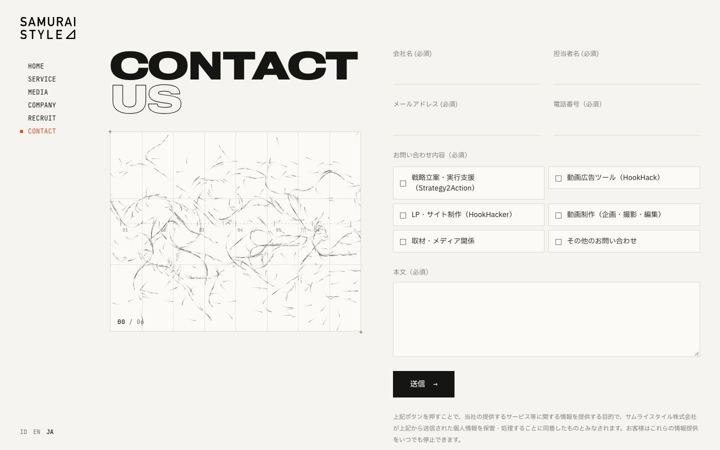 SAMURAI
STYLE
HOME
SERVICE
MEDIA
COMPANY
RECRUIT
CONTACT
ID EN JA
CONTACT
US
01
03
04
05
00 / 06
会社名 (必須)
担当者名 (必須)
メールアドレス (必須)
電話番号（必須）
お問い合わせ内容（必須）
戦略立案・実行支援
（Strategy2Action）
動画広告ツール（HookHack）
LP・サイト制作（HookHacker）
動画制作（企画・撮影・編集）
取材・メディア関係
その他のお問い合わせ
本文（必須）
送信 →
上記ボタンを押すことで、当社の提供するサービス等に関する情報を提供する目的で、サムライスタイル株式会社
が上記から送信された個人情報を保管・処理することに同意したものとみなされます。お客様はこれらの情報提供
をいつでも停止できます。